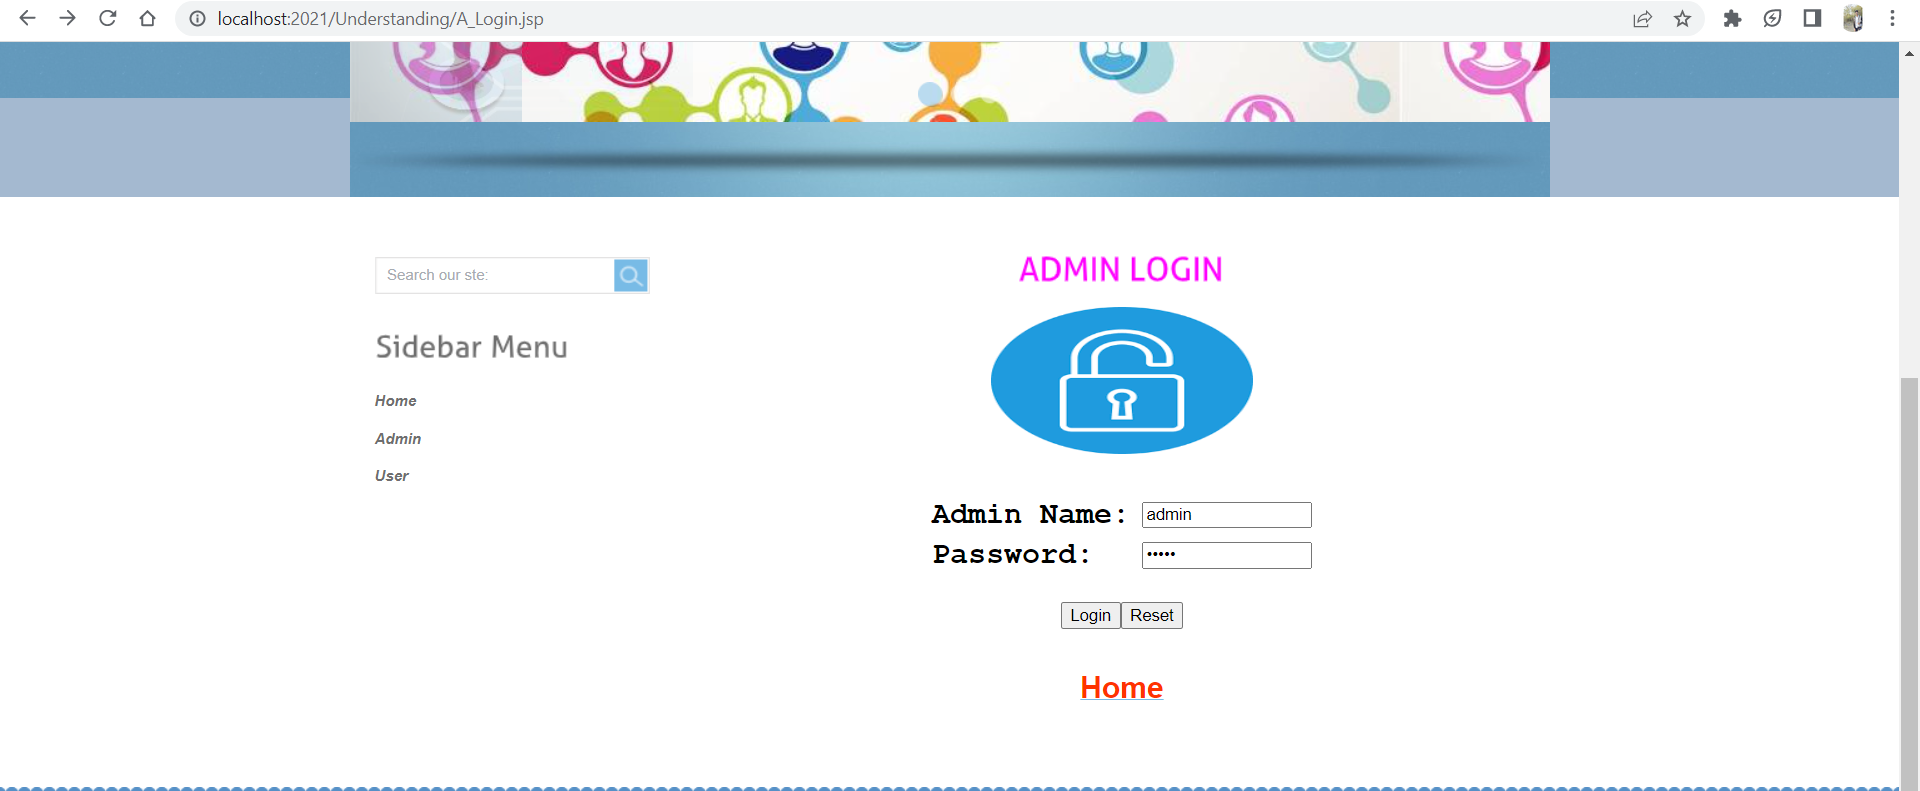 localhost:2021/Understanding/A_Login.jsp
Search our ste:
Sidebar Menu
Home
Admin
User
ADMIN LOGIN
Admin Name: admin
Password: •••••
Login Reset
Home